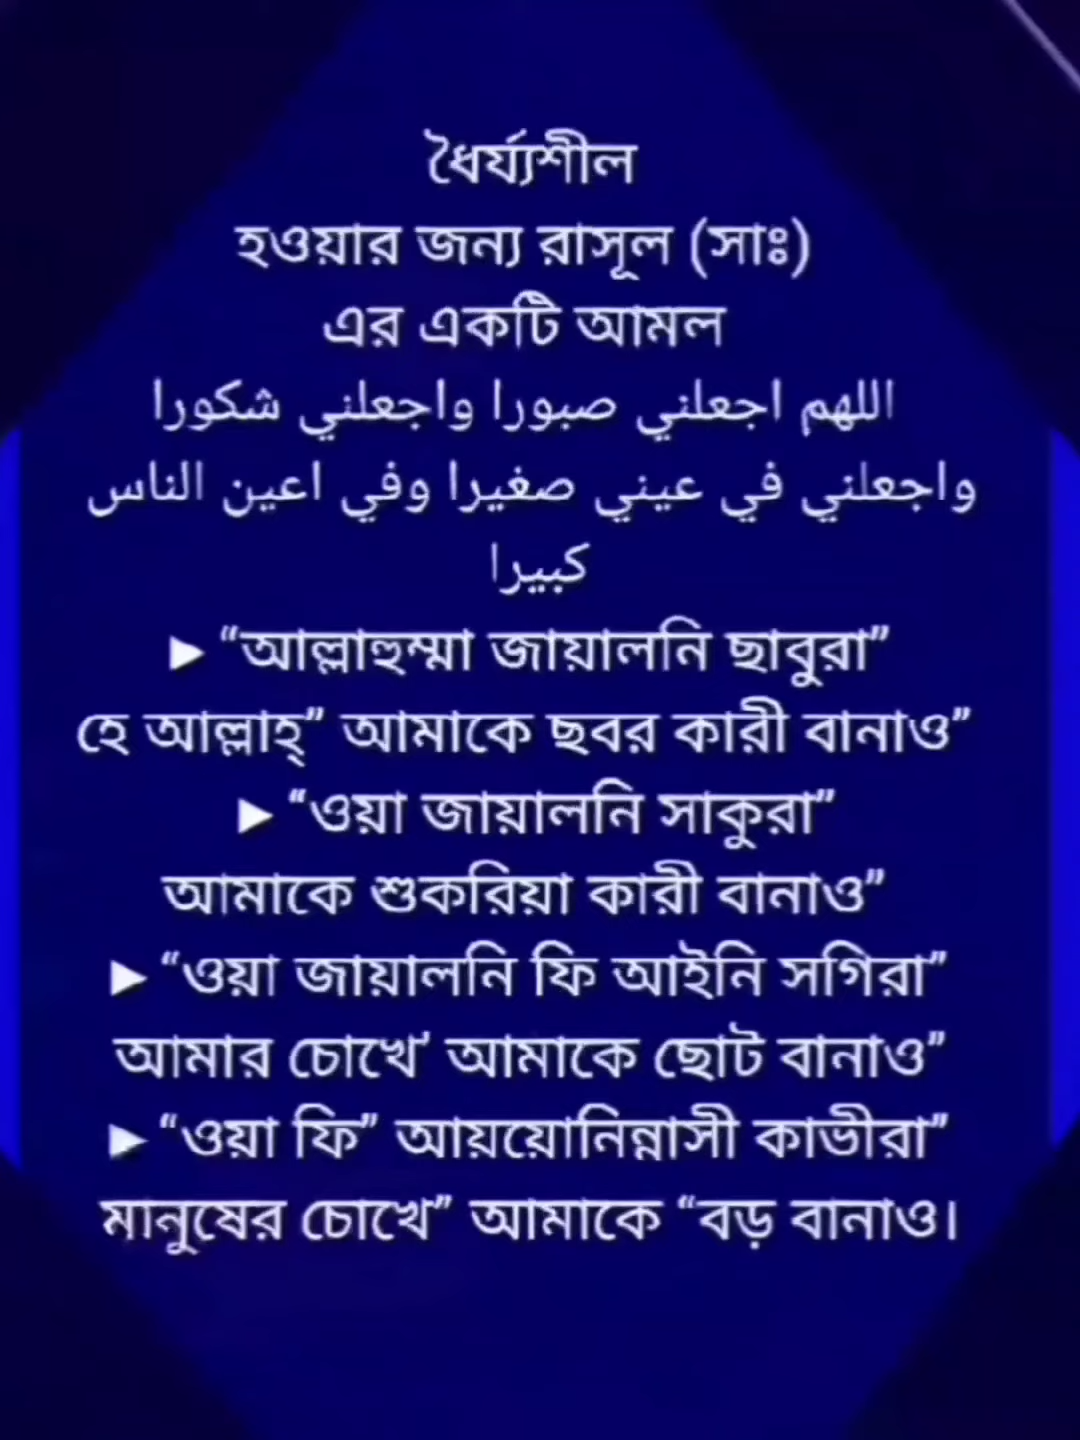 ধৈর্য্যশীল
হওয়ার জন্য রাসূল (সাঃ)
এর একটি আমল
اللهم اجعلني صبورا واجعلني شكورا
واجعلني في عيني صغيرا وفي اعين الناس
كبيرا
► “আল্লাহুম্মা জায়ালনি ছাবুরা”
হে আল্লাহ্” আমাকে ছবর কারী বানাও”
► “ওয়া জায়ালনি সাকুরা”
আমাকে শুকরিয়া কারী বানাও”
► “ওয়া জায়ালনি ফি আইনি সগিরা”
আমার চোখে’ আমাকে ছোট বানাও”
► “ওয়া ফি” আয়য়োনিন্নাসী কাভীরা”
মানুষের চোখে” আমাকে “বড় বানাও।